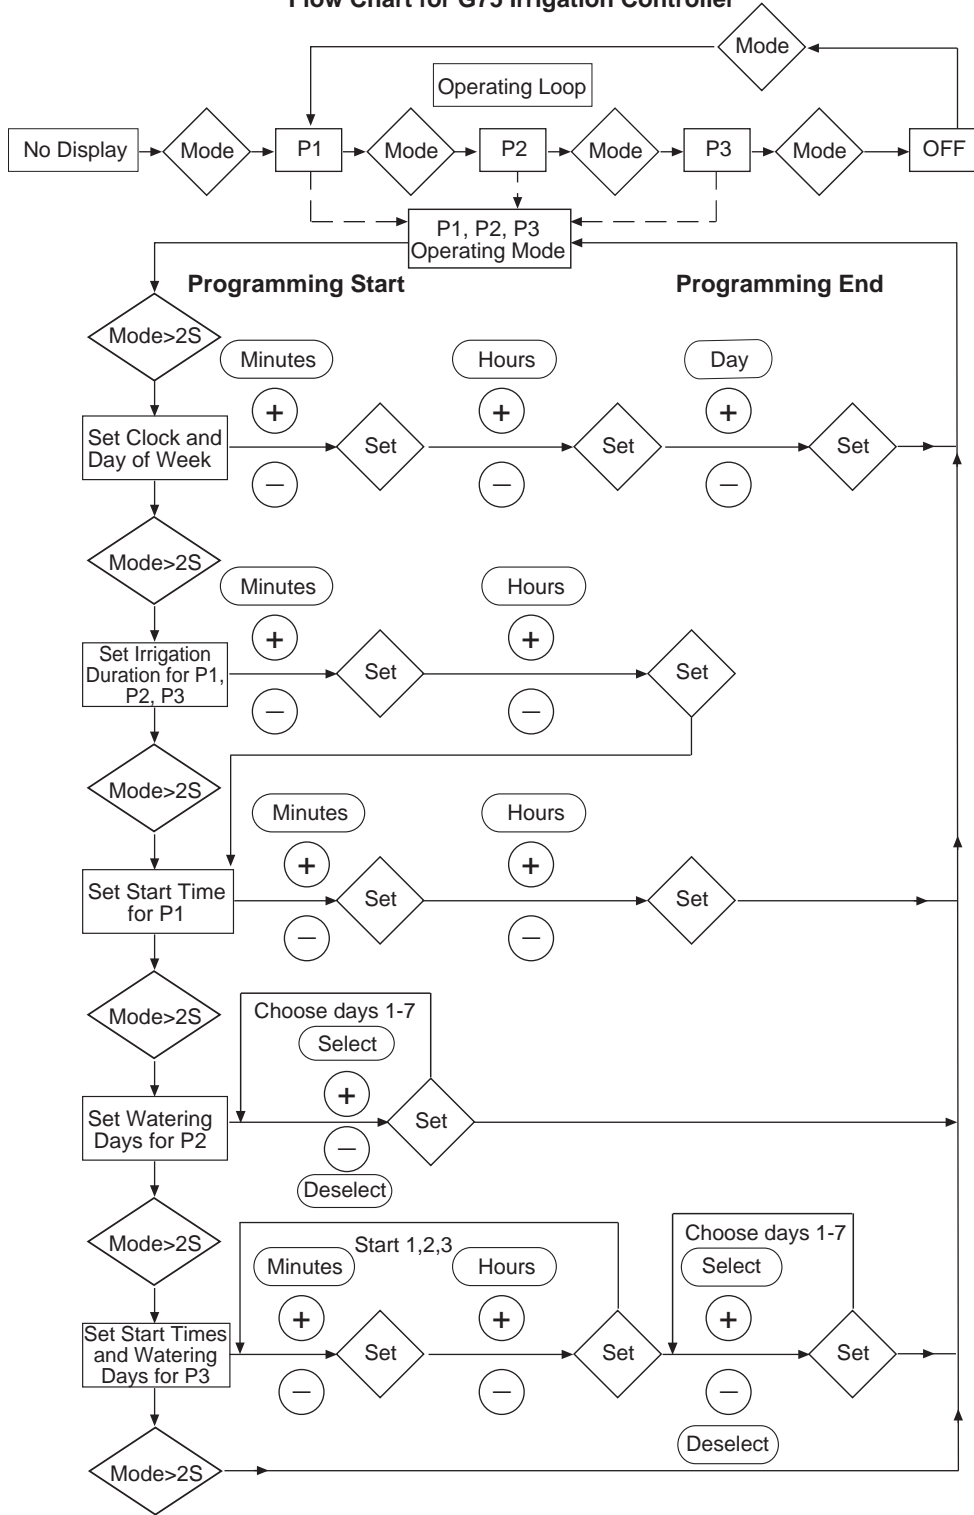 Flow Chart for G75 Irrigation Controller
Mode
Operating Loop
No Display Mode P1 Mode P2 Mode P3 Mode OFF
P1, P2, P3
Operating Mode
Programming Start Programming End
Mode>2S
Minutes Hours Day
+ + +
Set Clock and
Day of Week
Set Set Set
− − −
Mode>2S
Minutes Hours
+ +
Set Irrigation
Duration for P1,
P2, P3
Set Set
− −
Mode>2S
Minutes Hours
+ +
Set Start Time
for P1
Set Set
− −
Mode>2S
Choose days 1-7
Select
+
Set Watering
Days for P2
Set
−
Deselect
Mode>2S
Start 1,2,3
Choose days 1-7
Minutes Hours Select
+ + +
Set Start Times
and Watering
Days for P3
Set Set Set
− − −
Deselect
Mode>2S